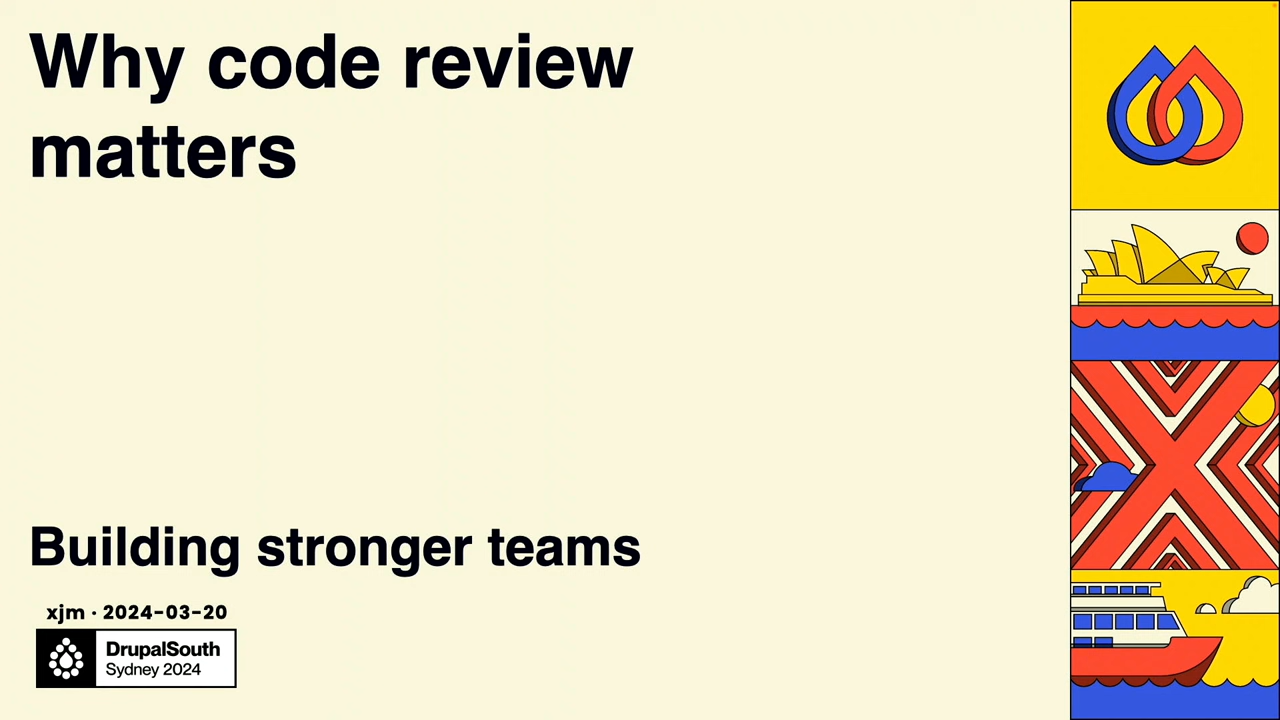 Why code review
matters
Building stronger teams
xjm · 2024-03-20
DrupalSouth
Sydney 2024